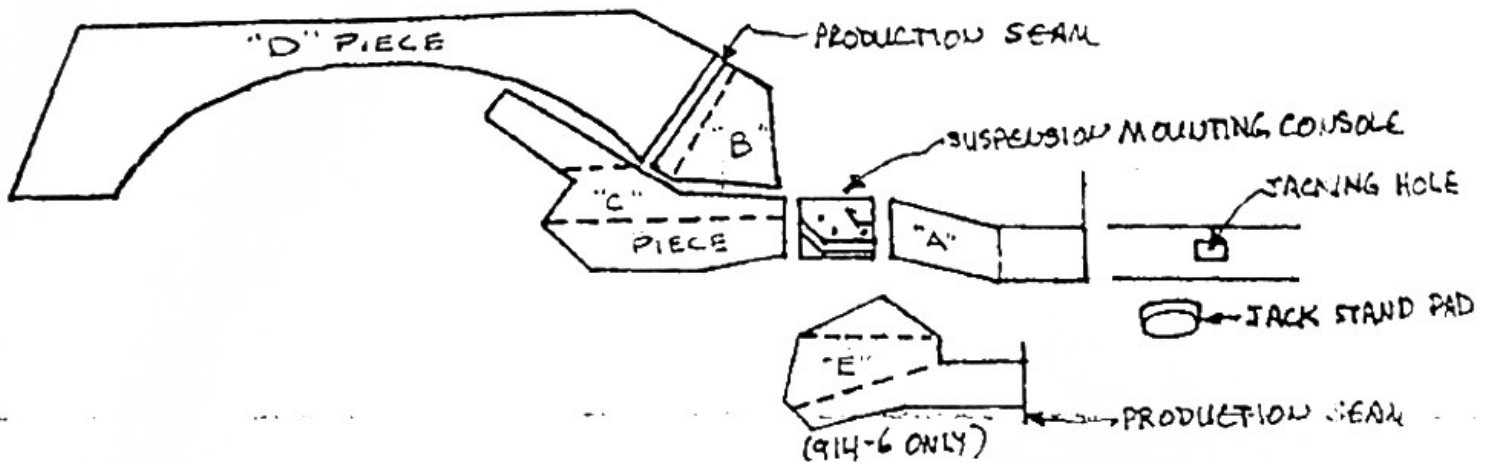 "D" PIECE
PRODUCTION SEAM
"B"
SUSPENSION MOUNTING CONSOLE
JACKING HOLE
"C"
PIECE
"A"
JACK STAND PAD
"E"
PRODUCTION SEAM
(914-6 ONLY)